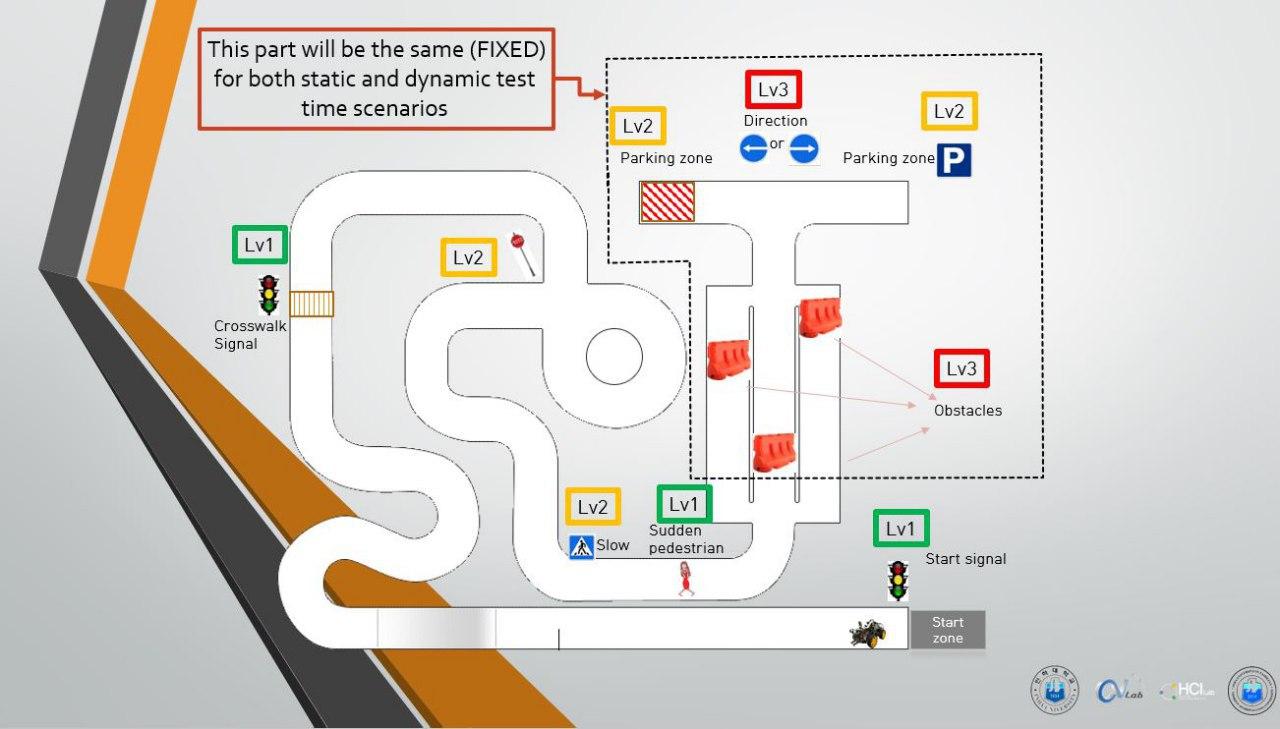 This part will be the same (FIXED)
for both static and dynamic test
time scenarios
Lv3
Direction
or
Lv2
Parking zone
Lv2
Parking zone
P
Lv1
Crosswalk
Signal
Lv2
Lv3
Obstacles
Lv2
Slow
Lv1
Sudden
pedestrian
Lv1
Start signal
Start
zone
CV Lab
HCI Lab